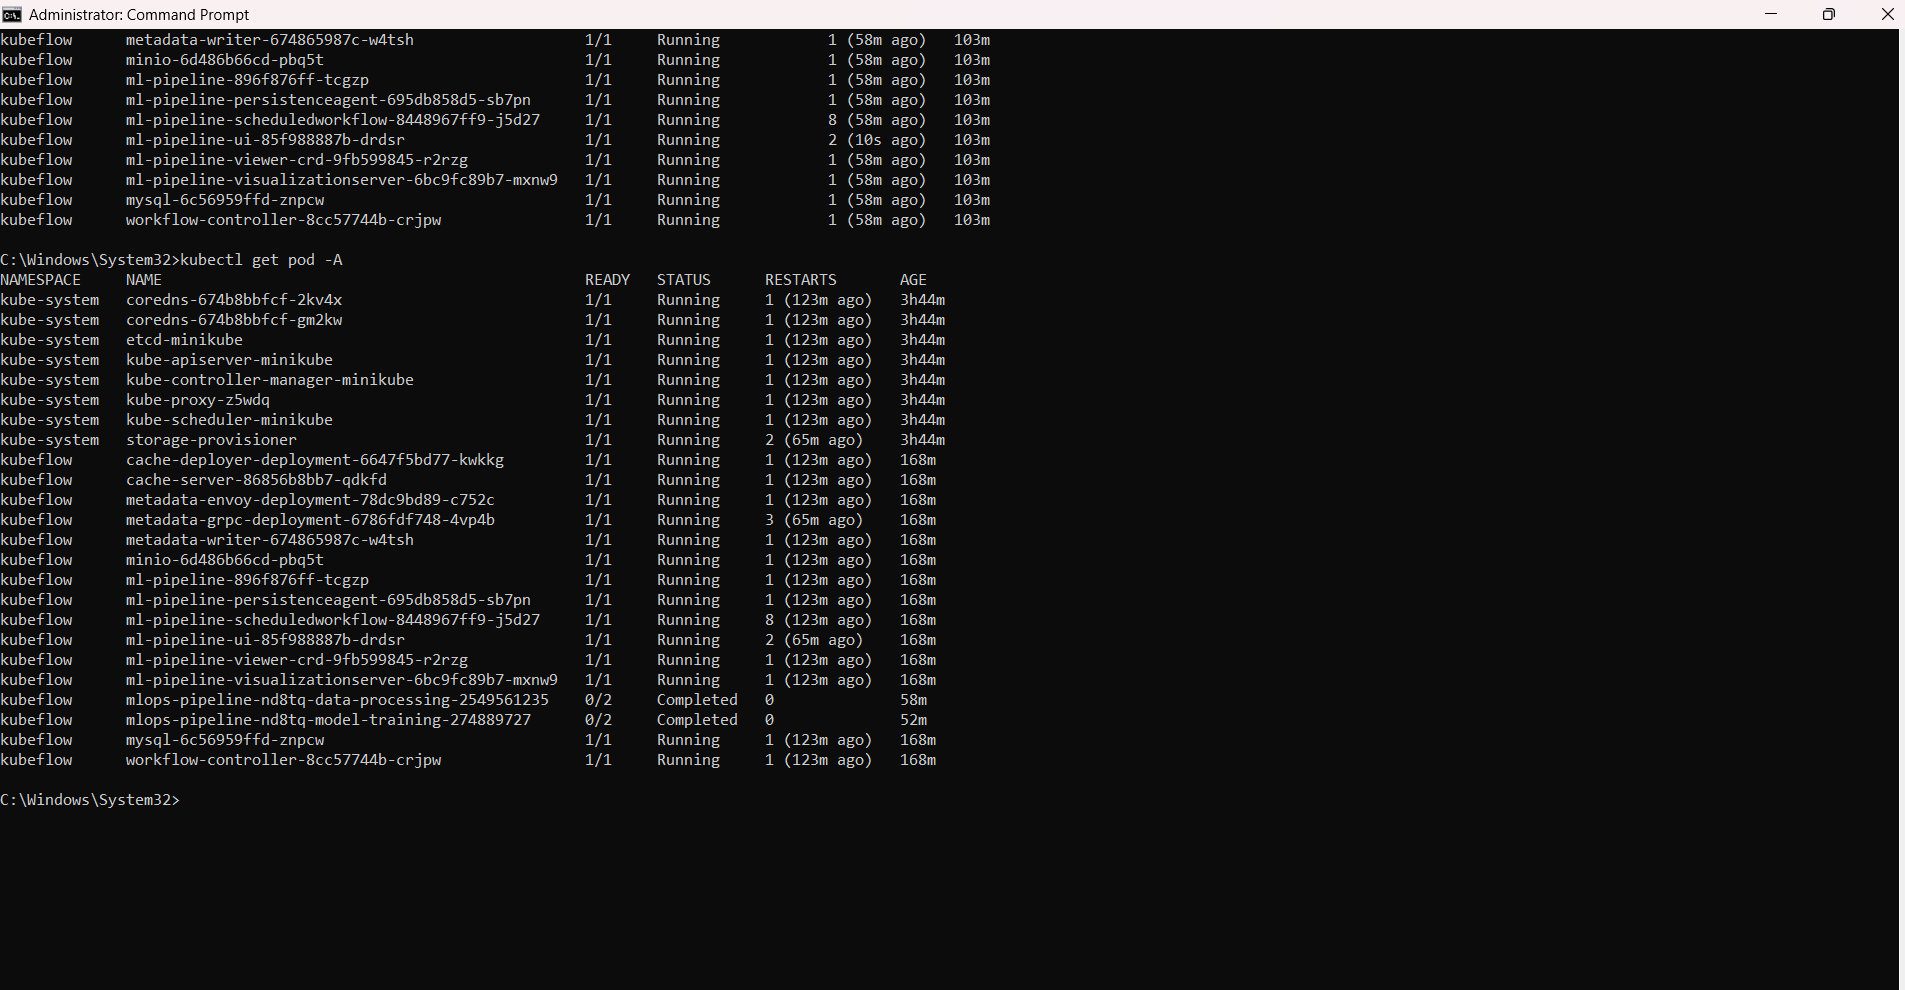 Administrator: Command Prompt
kubeflow metadata-writer-674865987c-w4tsh 1/1 Running 1 (58m ago) 103m
kubeflow minio-6d486b66cd-pbq5t 1/1 Running 1 (58m ago) 103m
kubeflow ml-pipeline-896f876ff-tcgzp 1/1 Running 1 (58m ago) 103m
kubeflow ml-pipeline-persistenceagent-695db858d5-sb7pn 1/1 Running 1 (58m ago) 103m
kubeflow ml-pipeline-scheduledworkflow-8448967ff9-j5d27 1/1 Running 8 (58m ago) 103m
kubeflow ml-pipeline-ui-85f988887b-drdsr 1/1 Running 2 (10s ago) 103m
kubeflow ml-pipeline-viewer-crd-9fb599845-r2rzg 1/1 Running 1 (58m ago) 103m
kubeflow ml-pipeline-visualizationserver-6bc9fc89b7-mxnw9 1/1 Running 1 (58m ago) 103m
kubeflow mysql-6c56959ffd-znpcw 1/1 Running 1 (58m ago) 103m
kubeflow workflow-controller-8cc57744b-crjpw 1/1 Running 1 (58m ago) 103m
C:\Windows\System32>kubectl get pod -A
NAMESPACE NAME READY STATUS RESTARTS AGE
kube-system coredns-674b8bbfcf-2kv4x 1/1 Running 1 (123m ago) 3h44m
kube-system coredns-674b8bbfcf-gm2kw 1/1 Running 1 (123m ago) 3h44m
kube-system etcd-minikube 1/1 Running 1 (123m ago) 3h44m
kube-system kube-apiserver-minikube 1/1 Running 1 (123m ago) 3h44m
kube-system kube-controller-manager-minikube 1/1 Running 1 (123m ago) 3h44m
kube-system kube-proxy-z5wdq 1/1 Running 1 (123m ago) 3h44m
kube-system kube-scheduler-minikube 1/1 Running 1 (123m ago) 3h44m
kube-system storage-provisioner 1/1 Running 2 (65m ago) 3h44m
kubeflow cache-deployer-deployment-6647f5bd77-kwkkg 1/1 Running 1 (123m ago) 168m
kubeflow cache-server-86856b8bb7-qdkfd 1/1 Running 1 (123m ago) 168m
kubeflow metadata-envoy-deployment-78dc9bd89-c752c 1/1 Running 1 (123m ago) 168m
kubeflow metadata-grpc-deployment-6786fdf748-4vp4b 1/1 Running 3 (65m ago) 168m
kubeflow metadata-writer-674865987c-w4tsh 1/1 Running 1 (123m ago) 168m
kubeflow minio-6d486b66cd-pbq5t 1/1 Running 1 (123m ago) 168m
kubeflow ml-pipeline-896f876ff-tcgzp 1/1 Running 1 (123m ago) 168m
kubeflow ml-pipeline-persistenceagent-695db858d5-sb7pn 1/1 Running 1 (123m ago) 168m
kubeflow ml-pipeline-scheduledworkflow-8448967ff9-j5d27 1/1 Running 8 (123m ago) 168m
kubeflow ml-pipeline-ui-85f988887b-drdsr 1/1 Running 2 (65m ago) 168m
kubeflow ml-pipeline-viewer-crd-9fb599845-r2rzg 1/1 Running 1 (123m ago) 168m
kubeflow ml-pipeline-visualizationserver-6bc9fc89b7-mxnw9 1/1 Running 1 (123m ago) 168m
kubeflow mlops-pipeline-nd8tq-data-processing-2549561235 0/2 Completed 0 58m
kubeflow mlops-pipeline-nd8tq-model-training-274889727 0/2 Completed 0 52m
kubeflow mysql-6c56959ffd-znpcw 1/1 Running 1 (123m ago) 168m
kubeflow workflow-controller-8cc57744b-crjpw 1/1 Running 1 (123m ago) 168m
C:\Windows\System32>